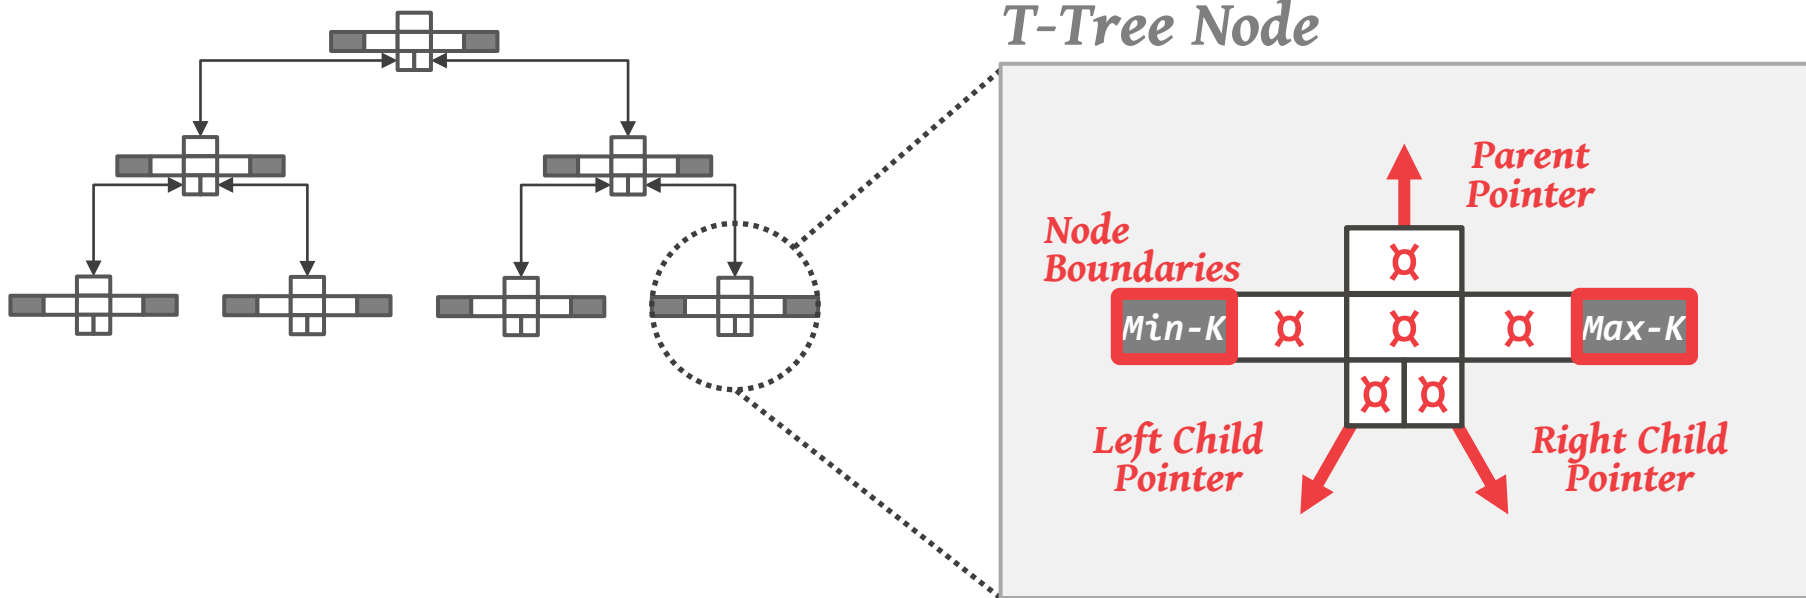 T-Tree Node
Parent
Pointer
Node
Boundaries
¤
Min-K ¤ ¤ ¤ Max-K
¤ ¤
Left Child
Pointer
Right Child
Pointer